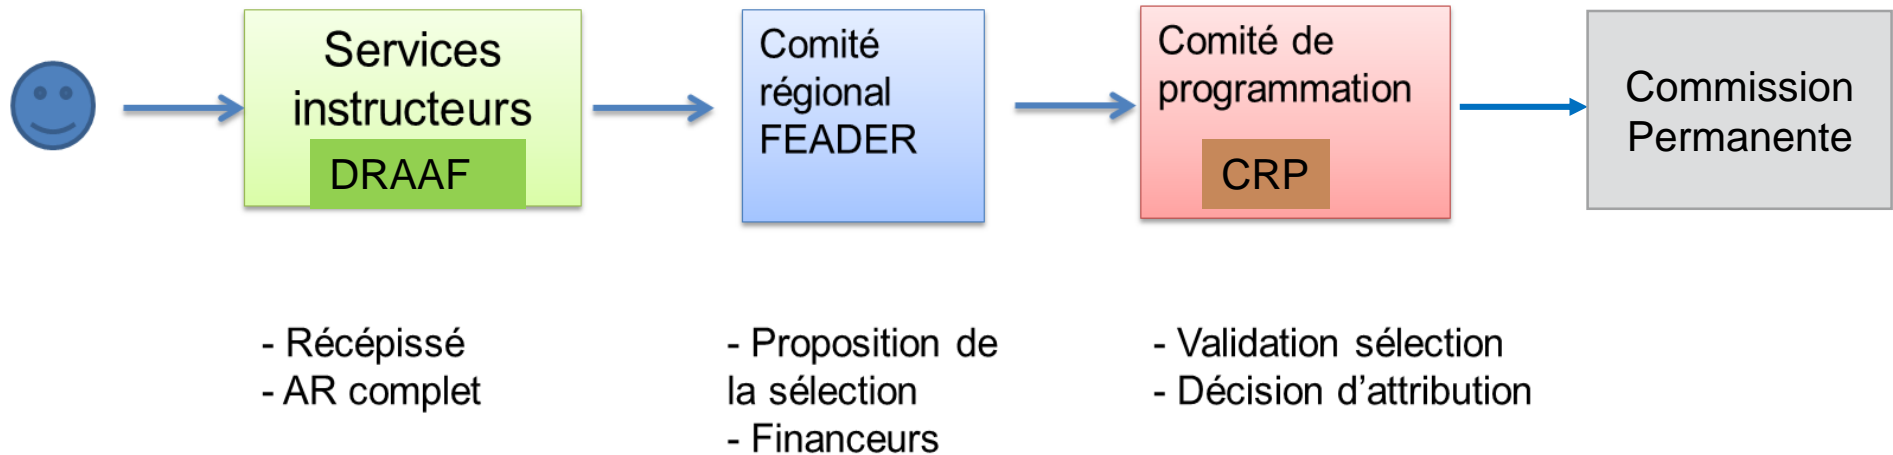 Services
instructeurs
DRAAF
Comité
régional
FEADER
Comité de
programmation
CRP
Commission
Permanente
- Récépissé
- AR complet
- Proposition de
la sélection
- Financeurs
- Validation sélection
- Décision d’attribution